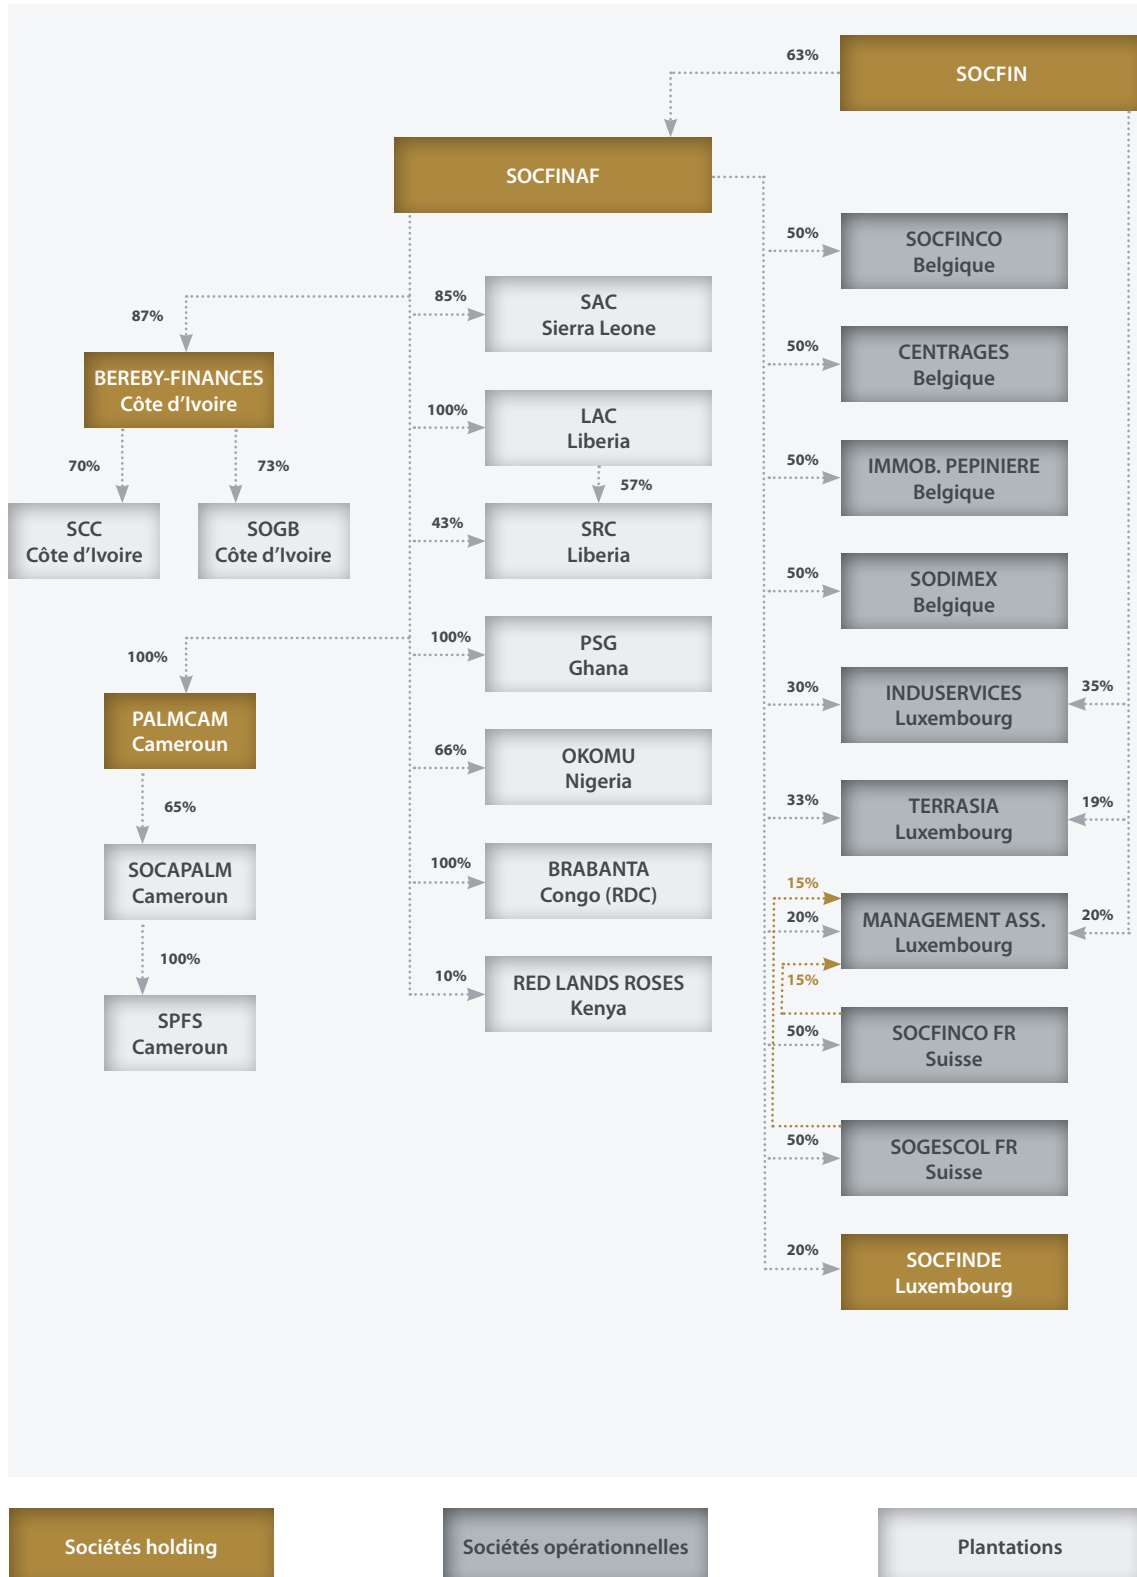 63%
SOCFIN
SOCFINAF
50%
SOCFINCO
Belgique
85%
SAC
Sierra Leone
87%
50%
CENTRAGES
Belgique
BEREBY-FINANCES
Côte d'Ivoire
100%
LAC
Liberia
70%
73%
57%
50%
IMMOB. PEPINIERE
Belgique
SCC
Côte d'Ivoire
SOGB
Côte d'Ivoire
43%
SRC
Liberia
50%
SODIMEX
Belgique
100%
PSG
Ghana
100%
30%
INDUSERVICES
Luxembourg
35%
PALMCAM
Cameroun
66%
OKOMU
Nigeria
65%
33%
TERRASIA
Luxembourg
19%
SOCAPALM
Cameroun
100%
BRABANTA
Congo (RDC)
15%
20%
MANAGEMENT ASS.
Luxembourg
20%
100%
10%
RED LANDS ROSES
Kenya
15%
SPFS
Cameroun
50%
SOCFINCO FR
Suisse
50%
SOGESCOL FR
Suisse
20%
SOCFINDE
Luxembourg
Sociétés holding
Sociétés opérationnelles
Plantations